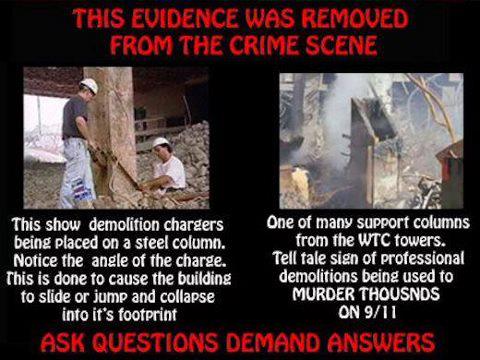 THIS EVIDENCE WAS REMOVED
FROM THE CRIME SCENE
This show demolition chargers
being placed on a steel column.
Notice the angle of the charge.
This is done to cause the building
to slide or jump and collapse
into it's footprint
One of many support columns
from the WTC towers.
Tell tale sign of professional
demolitions being used to
MURDER THOUSNDS
ON 9/11
ASK QUESTIONS DEMAND ANSWERS